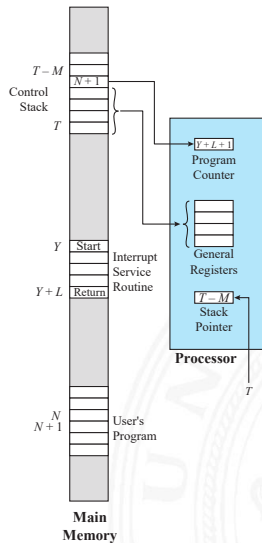 T – M
N + 1
Control
Stack
T
Y + L + 1
Program
Counter
General
Registers
Y
Start
Interrupt
Service
Routine
Y + L
Return
T – M
Stack
Pointer
Processor
T
N
N + 1
User's
Program
Main
Memory